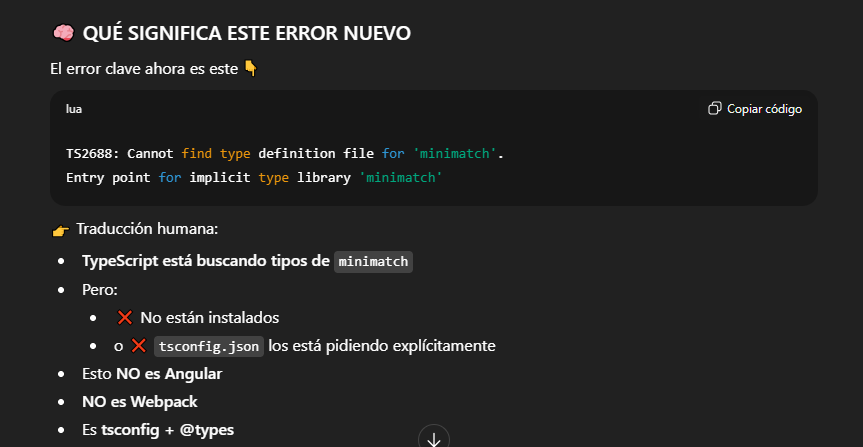 🧠 QUÉ SIGNIFICA ESTE ERROR NUEVO
El error clave ahora es este 👇
lua
Copiar código
TS2688: Cannot find type definition file for 'minimatch'.
Entry point for implicit type library 'minimatch'
👉 Traducción humana:
• TypeScript está buscando tipos de minimatch
• Pero:
• ❌ No están instalados
• o ❌ tsconfig.json los está pidiendo explícitamente
• Esto NO es Angular
• NO es Webpack
• Es tsconfig + @types